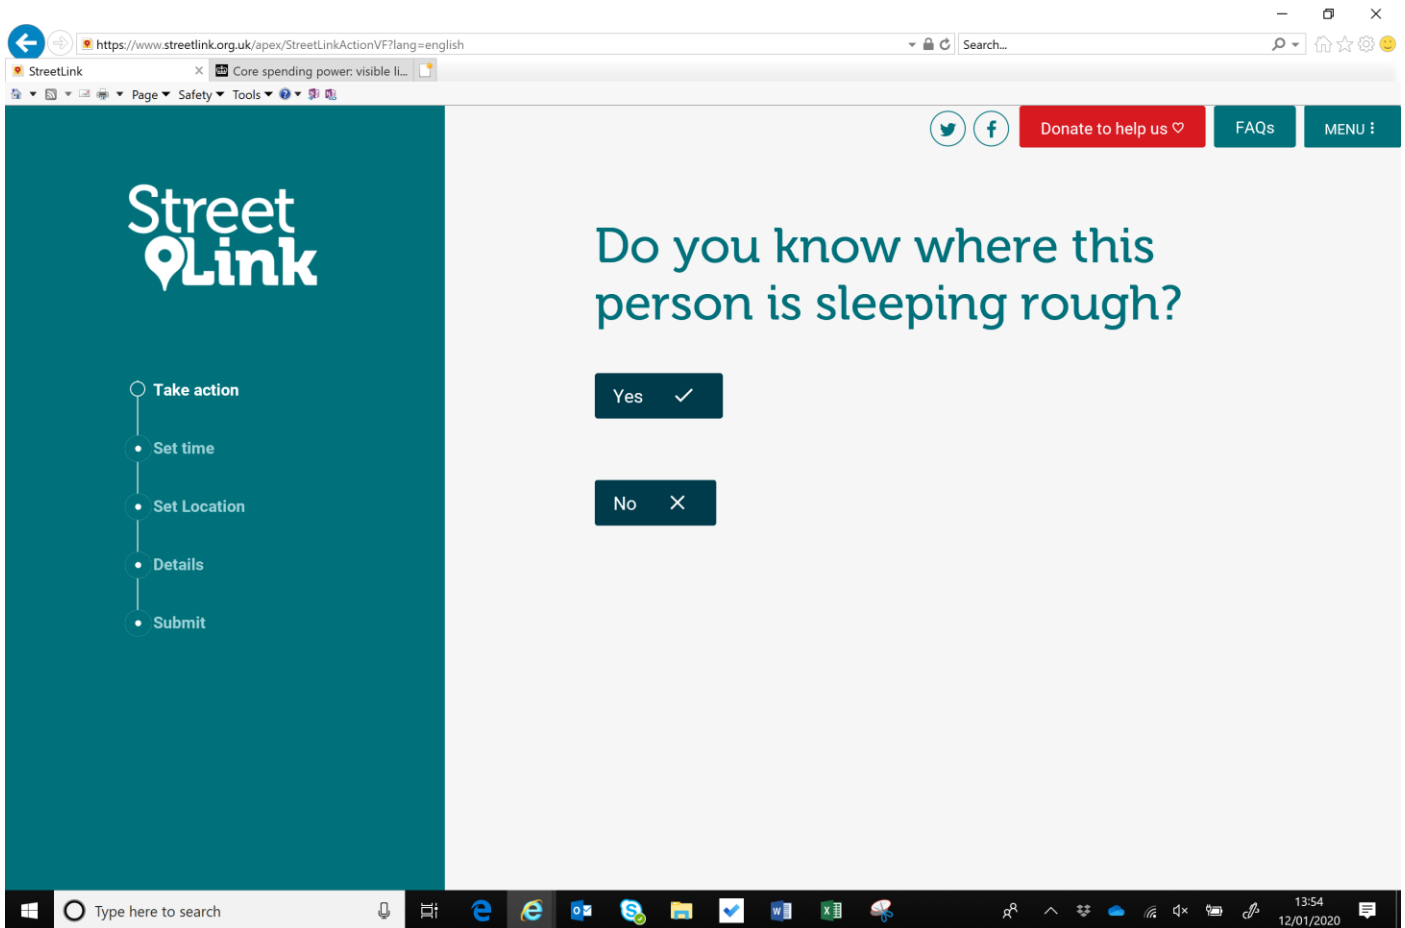 https://www.streetlink.org.uk/apex/StreetLinkActionVF?lang=english
Search...
StreetLink
Core spending power: visible li...
Page
Safety
Tools
Donate to help us
FAQs
MENU
Street
Link
Do you know where this
person is sleeping rough?
Take action
Yes
Set time
Set Location
No
Details
Submit
Type here to search
13:54
12/01/2020